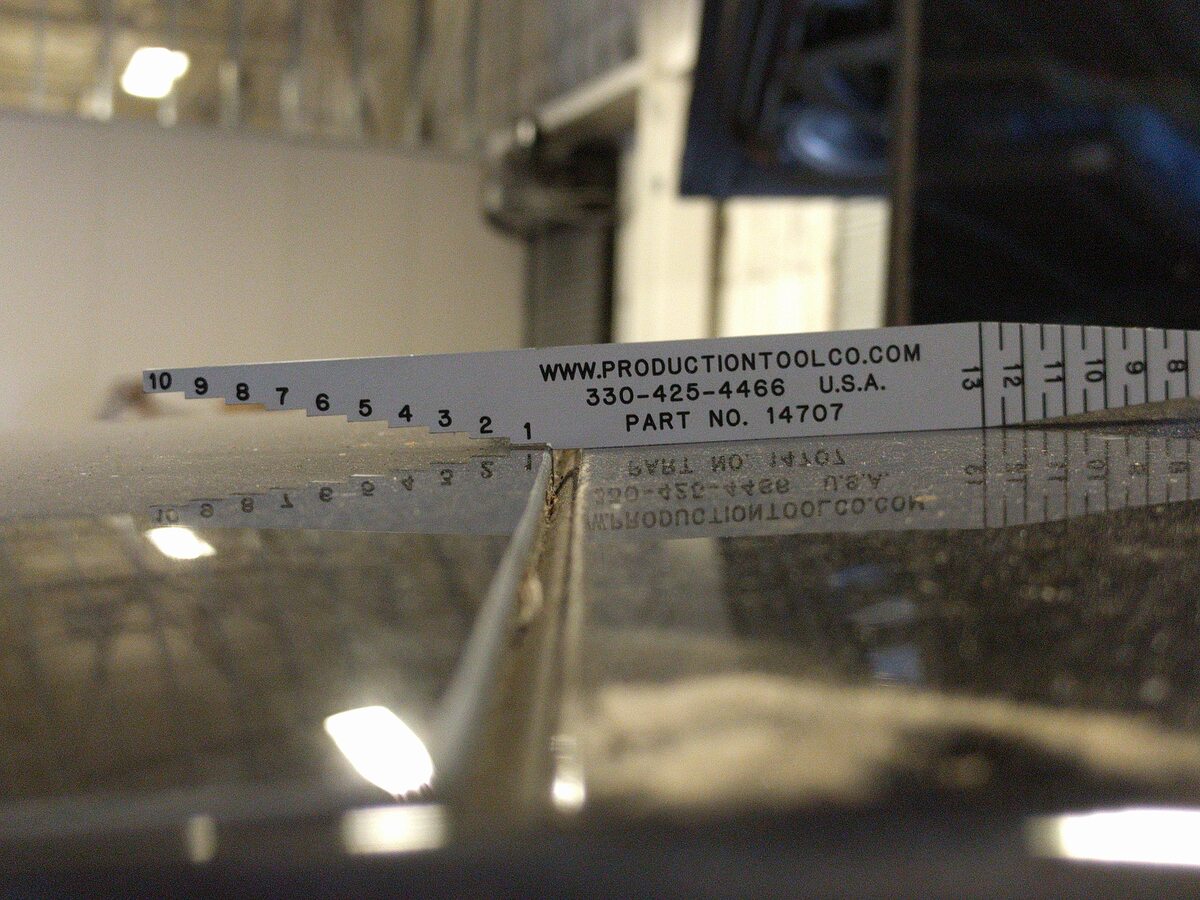 WWW.PRODUCTIONTOOLCO.COM
330-425-4466 U.S.A.
PART NO. 14707
10 9 8 7 6 5 4 3 2 1
13 12 11 10 9 8